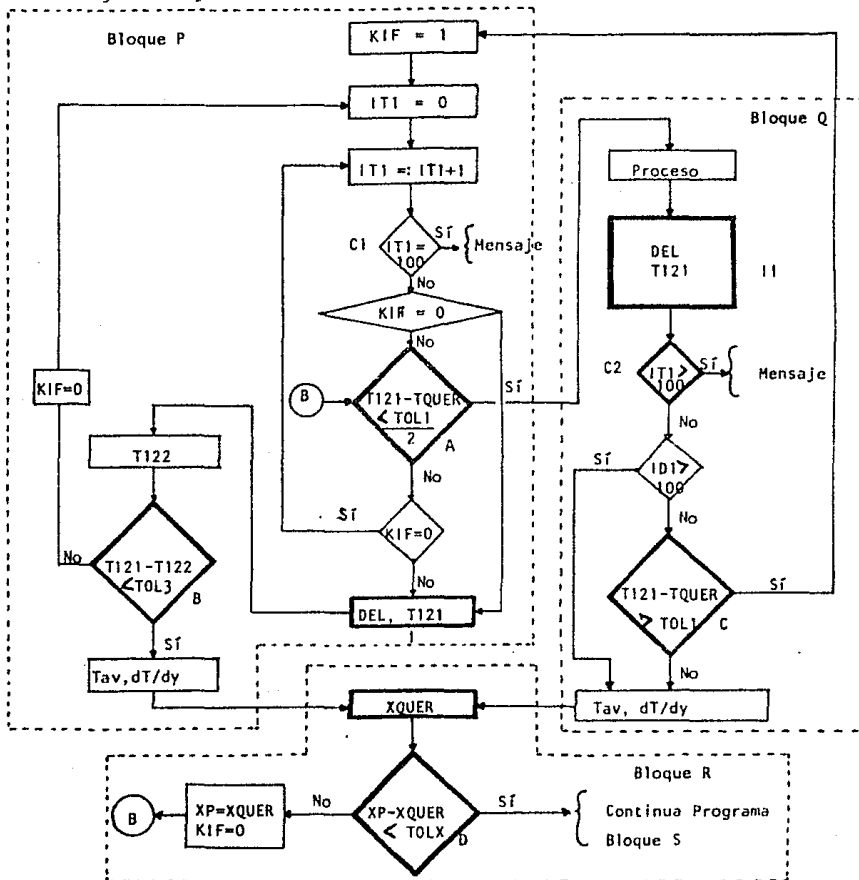 Bloque P
KIF = 1
IT1 = 0
Bloque Q
IT1 =: IT1+1
Proceso
C1
IT1=
100
Sí
Mensaje
No
DEL
T121
I1
KIF = 0
No
KIF=0
B
T121-TQUER
< TOL1
2
A
Sí
C2
IT1>
100
Sí
Mensaje
No
T122
No
Sí
ID1>
100
No
Sí
KIF=0
No
T121-T122
<TOL3
B
No
T121-TQUER
> TOL1
C
Sí
DEL, T121
Sí
No
Tav,dT/dy
XQUER
Tav, dT/dy
Bloque R
B
XP=XQUER
KIF=0
No
XP-XQUER
< TOLX
D
Sí
Continua Programa
Bloque S